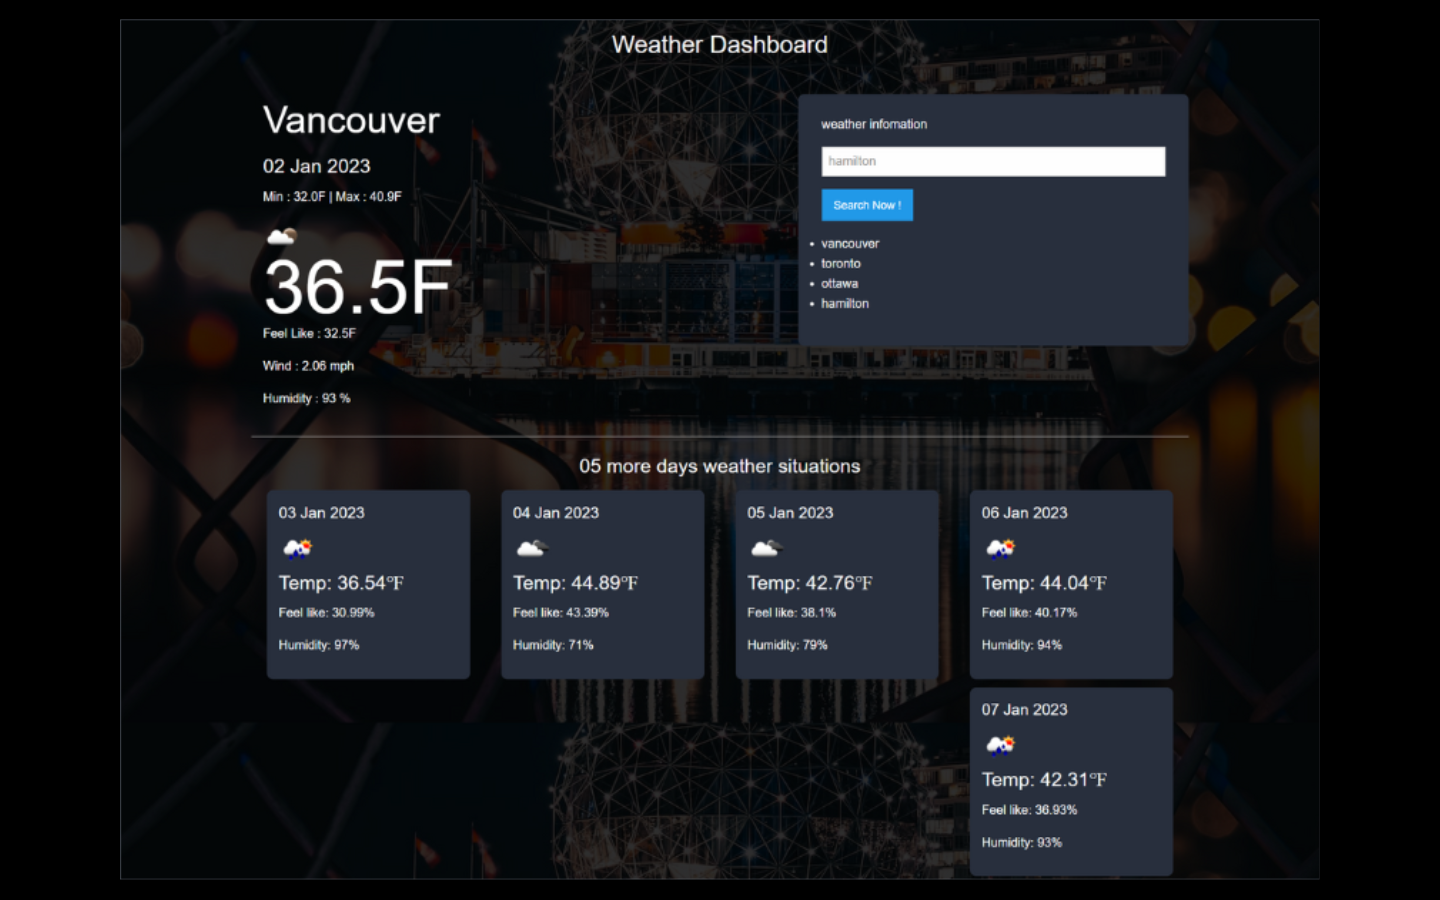 Weather Dashboard
Vancouver
02 Jan 2023
Min : 32.0F | Max : 40.9F
36.5F
Feel Like : 32.5F
Wind : 2.06 mph
Humidity : 93 %
weather infomation
hamilton
Search Now !
• vancouver
• toronto
• ottawa
• hamilton
05 more days weather situations
03 Jan 2023
Temp: 36.54°F
Feel like: 30.99%
Humidity: 97%
04 Jan 2023
Temp: 44.89°F
Feel like: 43.39%
Humidity: 71%
05 Jan 2023
Temp: 42.76°F
Feel like: 38.1%
Humidity: 79%
06 Jan 2023
Temp: 44.04°F
Feel like: 40.17%
Humidity: 94%
07 Jan 2023
Temp: 42.31°F
Feel like: 36.93%
Humidity: 93%